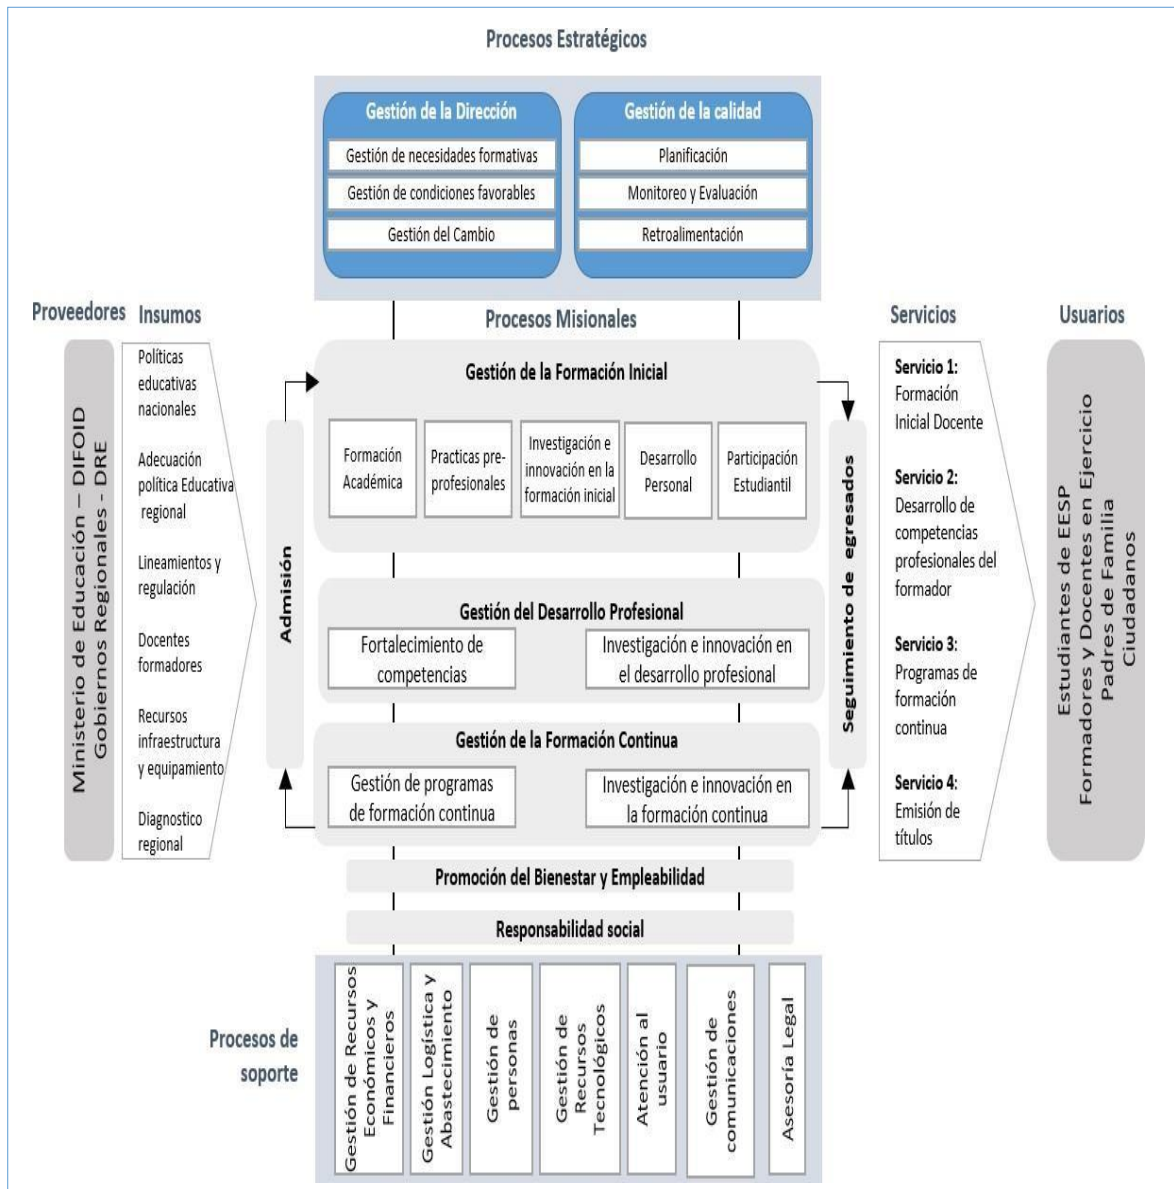 Procesos Estratégicos
Gestión de la Dirección
Gestión de necesidades formativas
Gestión de condiciones favorables
Gestión del Cambio
Gestión de la calidad
Planificación
Monitoreo y Evaluación
Retroalimentación
Proveedores
Ministerio de Educación – DIFOID
Gobiernos Regionales - DRE
Insumos
Políticas
educativas
nacionales
Adecuación
política Educativa
regional
Lineamientos y
regulación
Docentes
formadores
Recursos
infraestructura
y equipamiento
Diagnostico
regional
Admisión
Procesos Misionales
Gestión de la Formación Inicial
Formación
Académica
Practicas pre-
profesionales
Investigación e
innovación en la
formación inicial
Desarrollo
Personal
Participación
Estudiantil
Gestión del Desarrollo Profesional
Fortalecimiento de
competencias
Investigación e innovación en
el desarrollo profesional
Gestión de la Formación Continua
Gestión de programas
de formación continua
Investigación e innovación en
la formación continua
Promoción del Bienestar y Empleabilidad
Responsabilidad social
Seguimiento de egresados
Servicios
Servicio 1:
Formación
Inicial Docente
Servicio 2:
Desarrollo de
competencias
profesionales del
formador
Servicio 3:
Programas de
formación
continua
Servicio 4:
Emisión de
títulos
Usuarios
Estudiantes de EESP
Formadores y Docentes en Ejercicio
Padres de Familia
Ciudadanos
Procesos de
soporte
Gestión de Recursos
Económicos y
Financieros
Gestión Logística y
Abastecimiento
Gestión de
personas
Gestión de
Recursos
Tecnológicos
Atención al
usuario
Gestión de
comunicaciones
Asesoría Legal